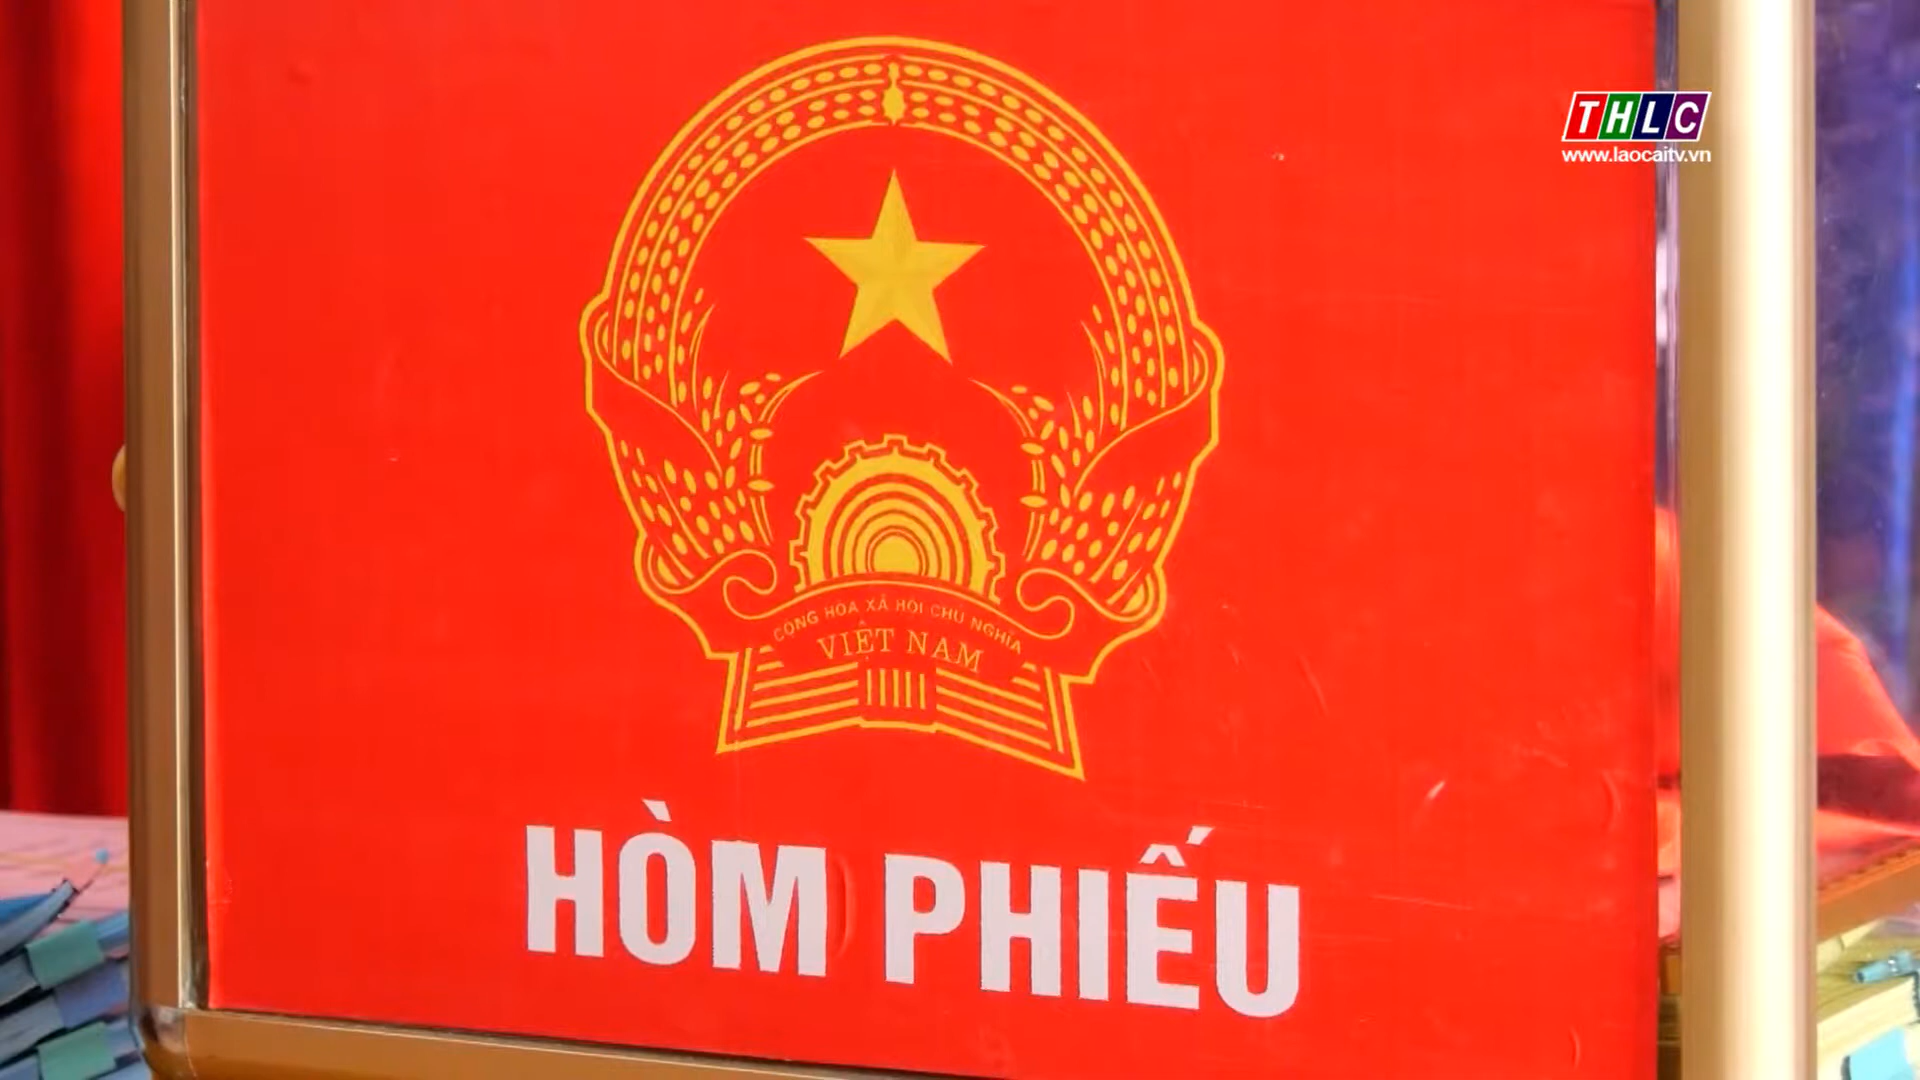 THLC
www.laocaitv.vn
CỘNG HÒA XÃ HỘI CHỦ NGHĨA
VIỆT NAM
HÒM PHIẾU